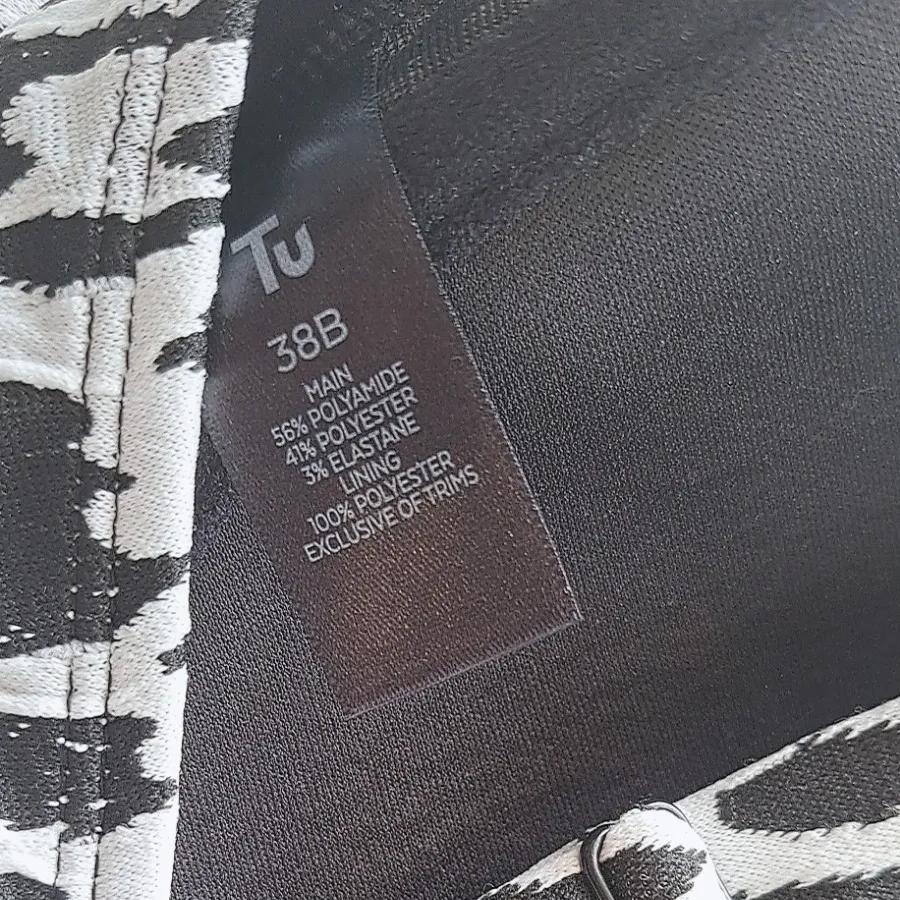 Tu
38B
MAIN
56% POLYAMIDE
41% POLYESTER
3% ELASTANE
LINING
100% POLYESTER
EXCLUSIVE OF TRIMS